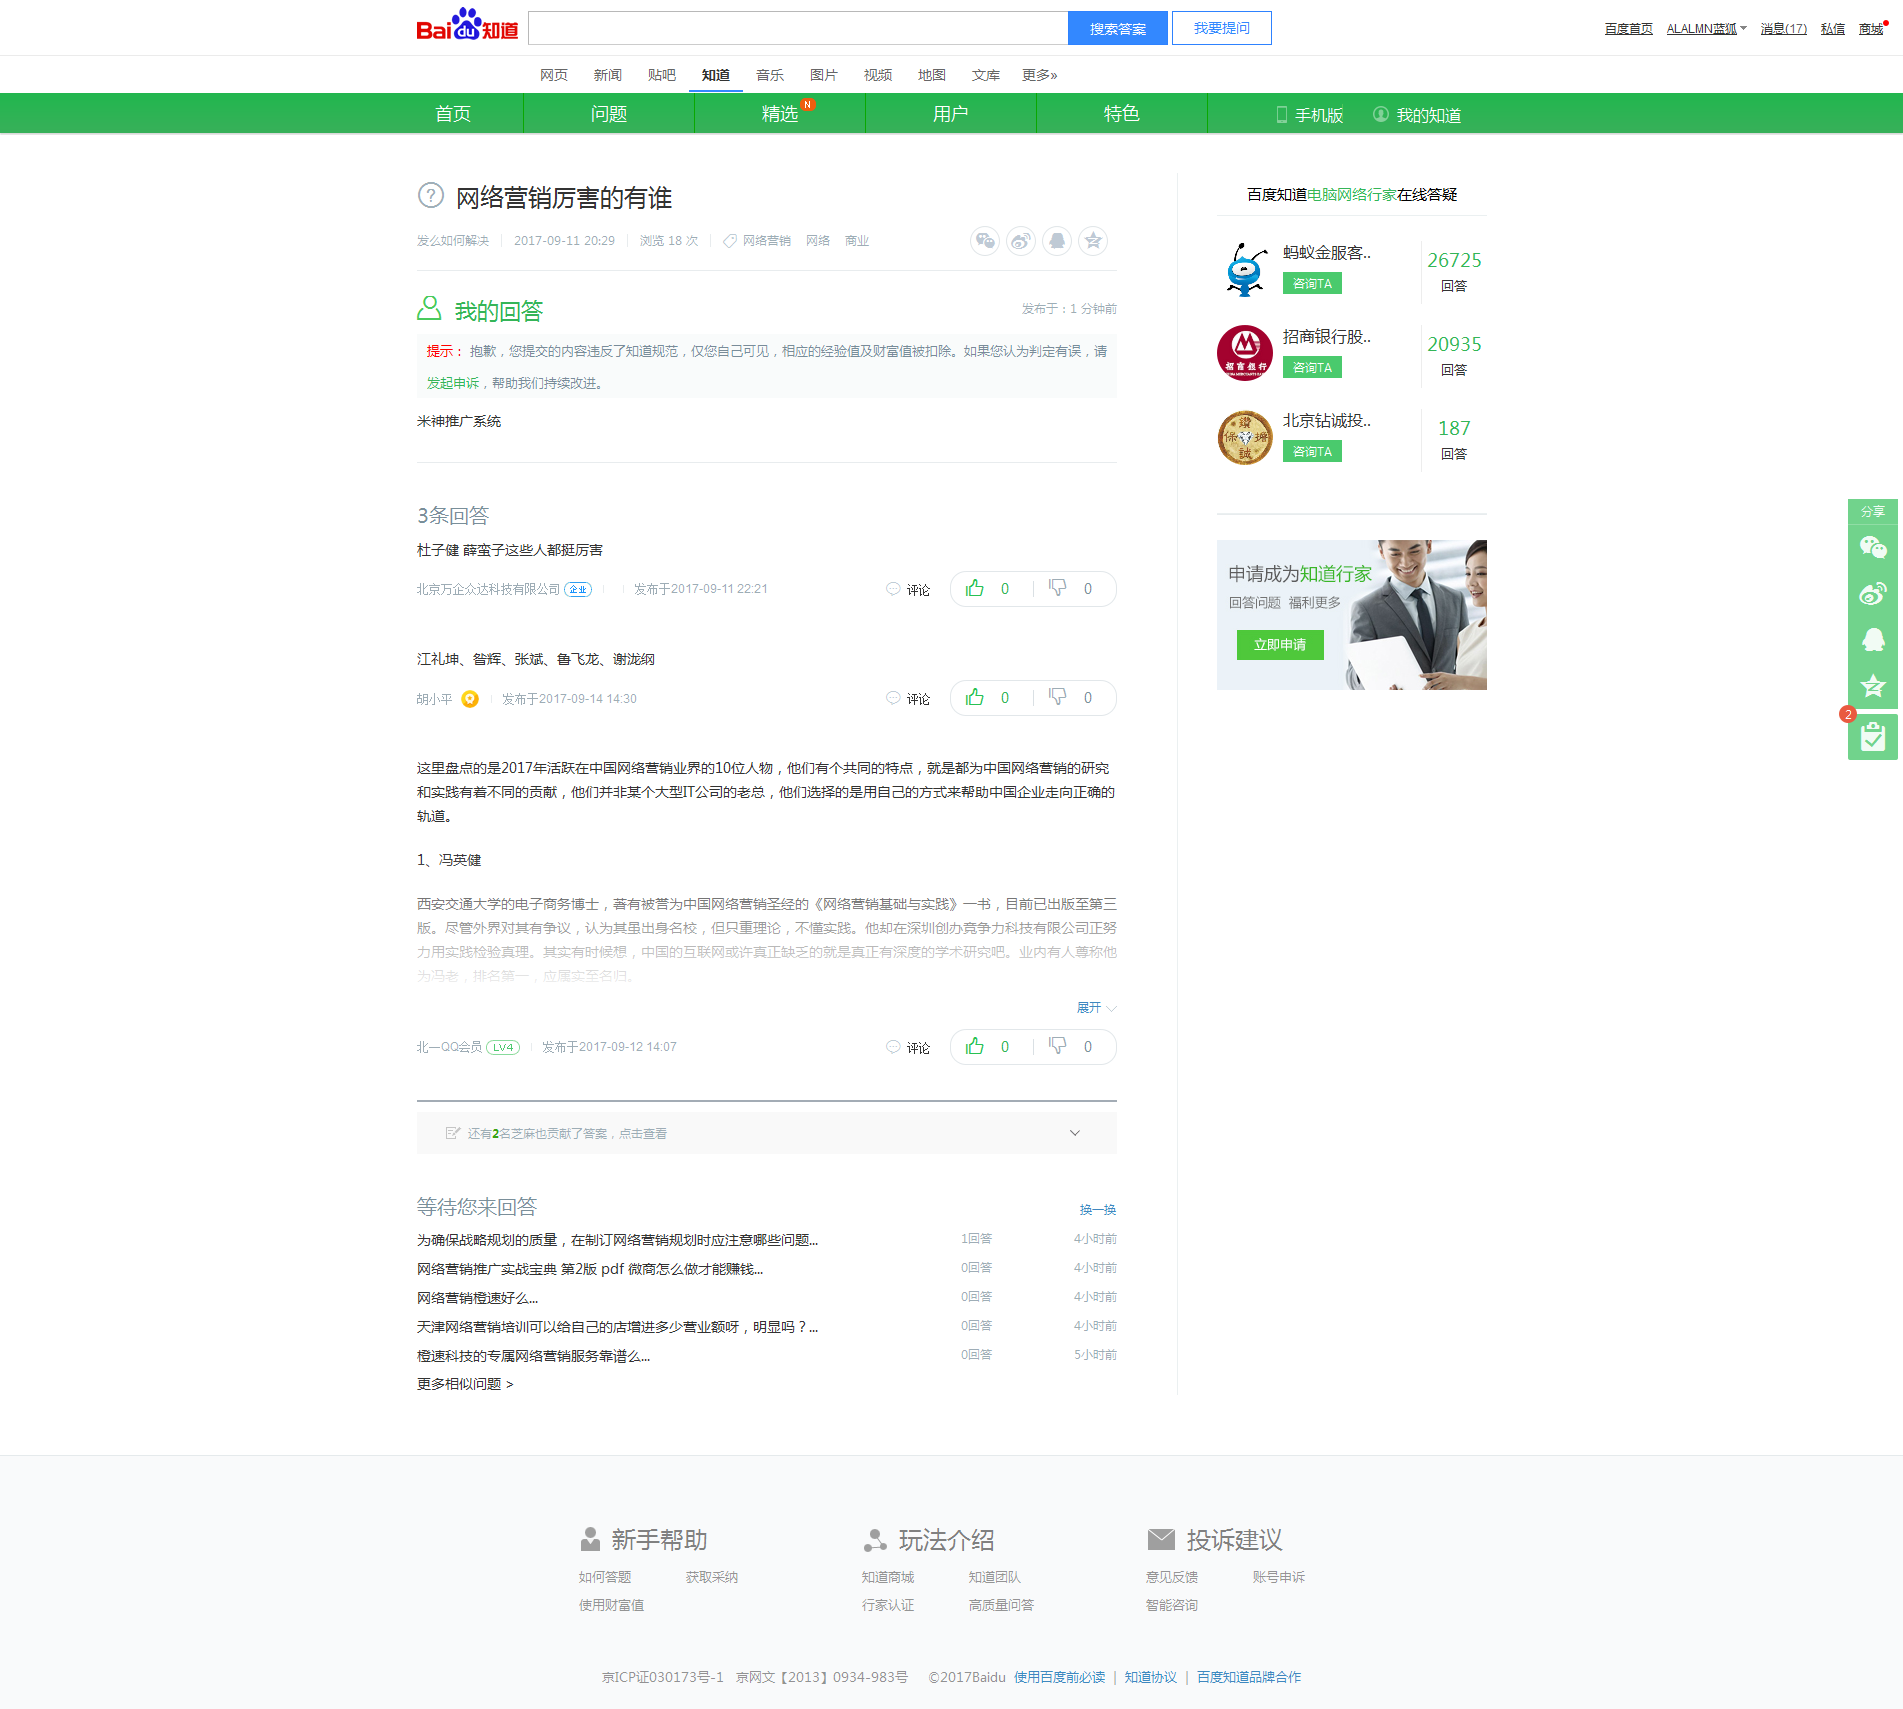 Baidu知道
搜索答案
我要提问
百度首页 ALALMN蓝狐 消息(17) 私信 商城
网页 新闻 贴吧 知道 音乐 图片 视频 地图 文库 更多»
首页 问题 精选 N 用户 特色 手机版 我的知道
? 网络营销厉害的有谁
发么如何解决 2017-09-11 20:29 浏览 18 次 网络营销 网络 商业
我的回答 发布于：1 分钟前
提示： 抱歉，您提交的内容违反了知道规范，仅您自己可见，相应的经验值及财富值被扣除。如果您认为判定有误，请
发起申诉，帮助我们持续改进。
米神推广系统
3条回答
杜子健 薛蛮子这些人都挺厉害
北京万企众达科技有限公司 企业 发布于2017-09-11 22:21 评论 0 0
江礼坤、昝辉、张斌、鲁飞龙、谢泷纲
胡小平 发布于2017-09-14 14:30 评论 0 0
这里盘点的是2017年活跃在中国网络营销业界的10位人物，他们有个共同的特点，就是都为中国网络营销的研究
和实践有着不同的贡献，他们并非某个大型IT公司的老总，他们选择的是用自己的方式来帮助中国企业走向正确的
轨道。
1、冯英健
西安交通大学的电子商务博士，著有被誉为中国网络营销圣经的《网络营销基础与实践》一书，目前已出版至第三
版。尽管外界对其有争议，认为其虽出身名校，但只重理论，不懂实践。他却在深圳创办竞争力科技有限公司正努
力用实践检验真理。其实有时候想，中国的互联网或许真正缺乏的就是真正有深度的学术研究吧。业内有人尊称他
为冯老，排名第一，应属实至名归。
展开
北一QQ会员 LV4 发布于2017-09-12 14:07 评论 0 0
还有2名芝麻也贡献了答案，点击查看
等待您来回答 换一换
为确保战略规划的质量，在制订网络营销规划时应注意哪些问题... 1回答 4小时前
网络营销推广实战宝典 第2版 pdf 微商怎么做才能赚钱... 0回答 4小时前
网络营销橙速好么... 0回答 4小时前
天津网络营销培训可以给自己的店增进多少营业额呀，明显吗？... 0回答 4小时前
橙速科技的专属网络营销服务靠谱么... 0回答 5小时前
更多相似问题 >
百度知道电脑网络行家在线答疑
蚂蚁金服客.. 26725
咨询TA 回答
招商银行股.. 20935
咨询TA 回答
招商银行
北京钻诚投.. 187
咨询TA 回答
申请成为知道行家
回答问题 福利更多
立即申请
分享
2
新手帮助 玩法介绍 投诉建议
如何答题 获取采纳 知道商城 知道团队 意见反馈 账号申诉
使用财富值 行家认证 高质量问答 智能咨询
京ICP证030173号-1 京网文【2013】0934-983号 ©2017Baidu 使用百度前必读 | 知道协议 | 百度知道品牌合作